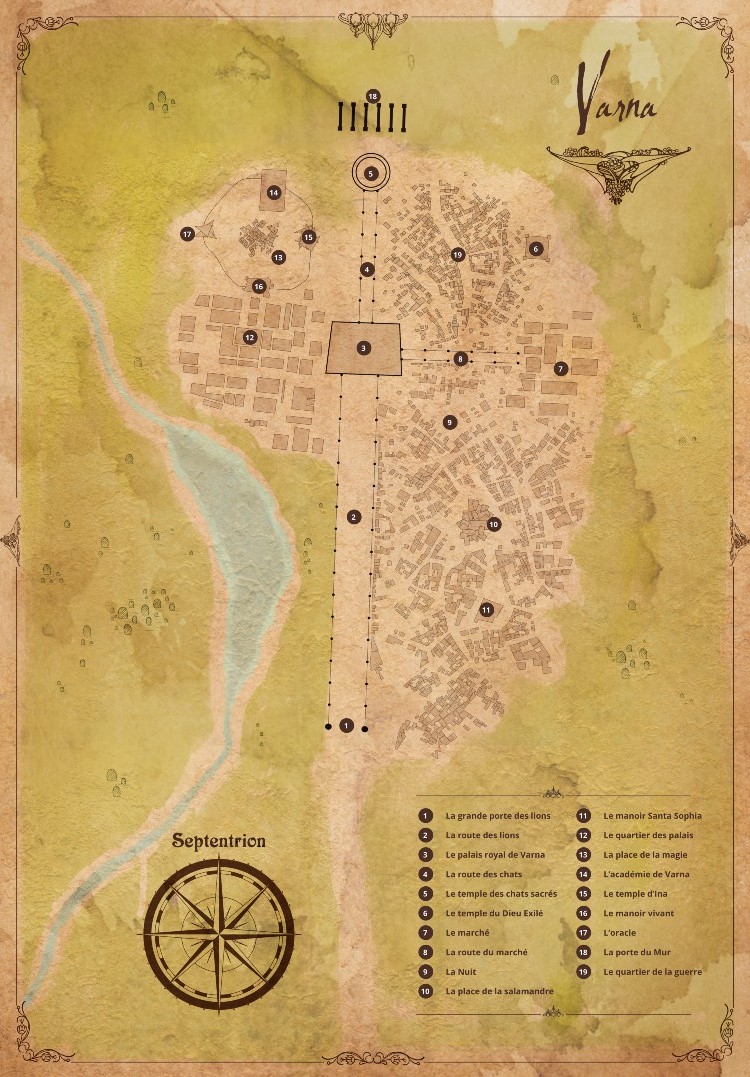 Varna
18
5
14
17
15
6
19
13
4
16
12
3
8
7
9
2
10
11
1
Septentrion
1 La grande porte des lions
2 La route des lions
3 Le palais royal de Varna
4 La route des chats
5 Le temple des chats sacrés
6 Le temple du Dieu Exilé
7 Le marché
8 La route du marché
9 La Nuit
10 La place de la salamandre
11 Le manoir Santa Sophia
12 Le quartier des palais
13 La place de la magie
14 L'académie de Varna
15 Le temple d'Ina
16 Le manoir vivant
17 L'oracle
18 La porte du Mur
19 Le quartier de la guerre